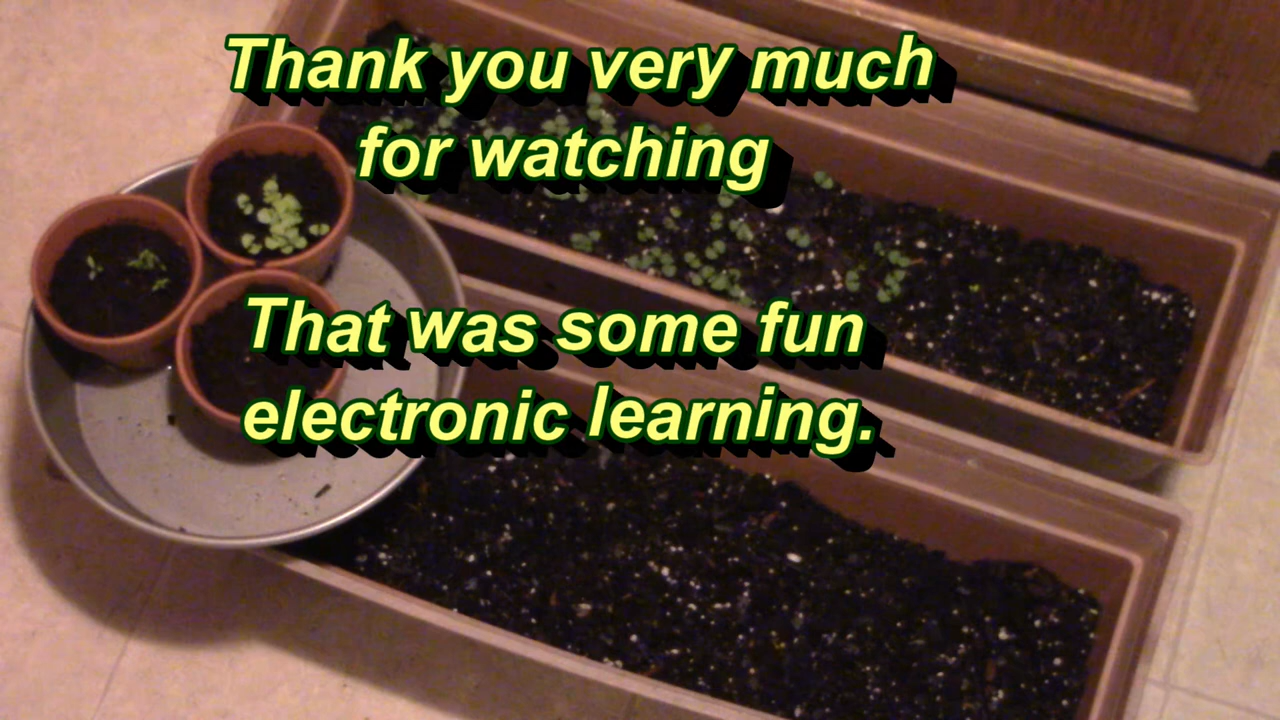 Thank you very much
for watching
That was some fun
electronic learning.